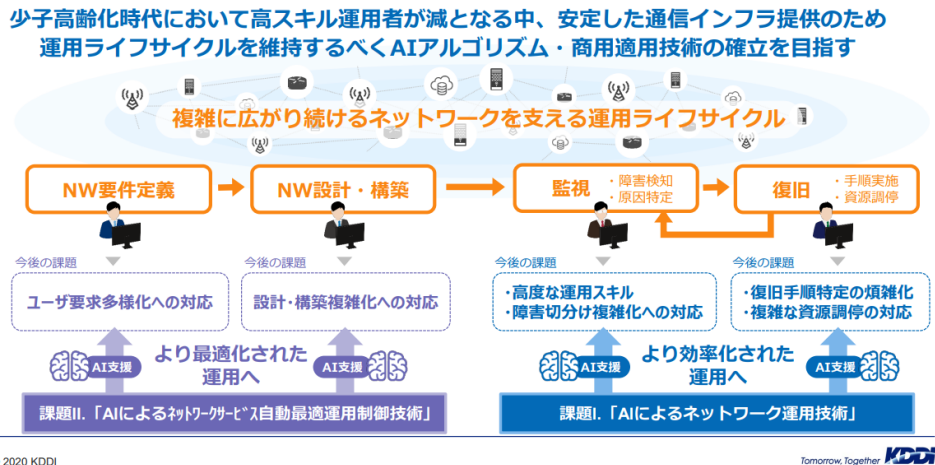 少子高齢化時代において高スキル運用者が減となる中、安定した通信インフラ提供のため
運用ライフサイクルを維持するべくAIアルゴリズム・商用適用技術の確立を目指す
複雑に広がり続けるネットワークを支える運用ライフサイクル
NW要件定義
NW設計・構築
監視
・障害検知
・原因特定
復旧
・手順実施
・資源調停
今後の課題
ユーザ要求多様化への対応
今後の課題
設計・構築複雑化への対応
今後の課題
・高度な運用スキル
・障害切分け複雑化への対応
今後の課題
・復旧手順特定の煩雑化
・複雑な資源調停の対応
AI支援
より最適化された
運用へ
AI支援
AI支援
より効率化された
運用へ
AI支援
課題II.「AIによるﾈｯﾄﾜｰｸｻｰﾋﾞｽ自動最適運用制御技術」
課題I.「AIによるネットワーク運用技術」
2020 KDDI
Tomorrow, Together KDDI